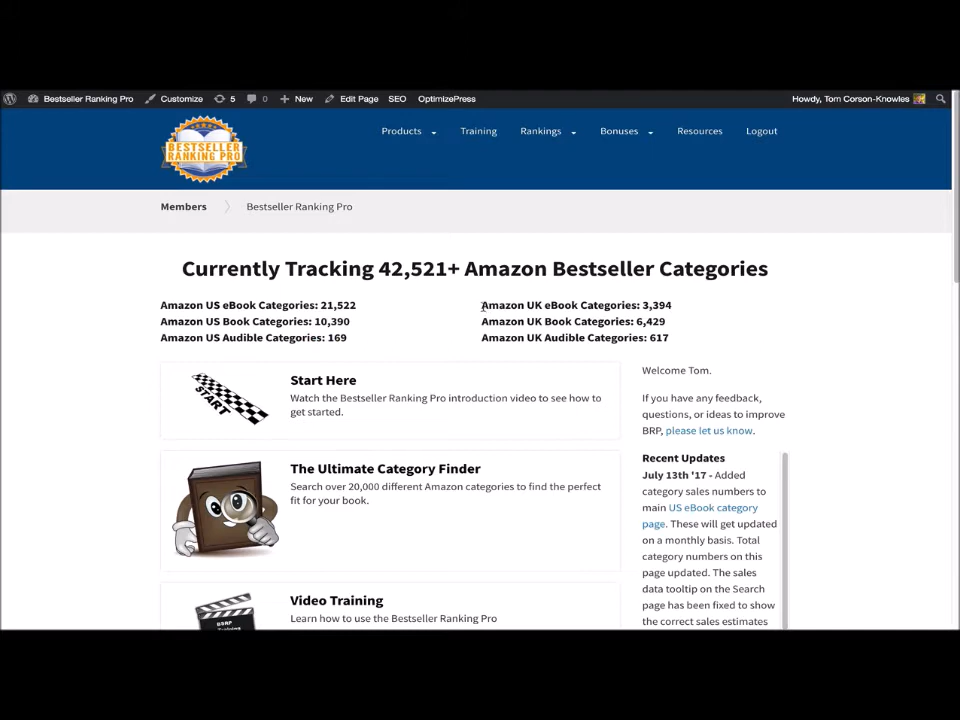 Bestseller Ranking Pro Customize 5 0 New Edit Page SEO OptimizePress Howdy, Tom Corson-Knowles
BESTSELLER
RANKING PRO
Products Training Rankings Bonuses Resources Logout
Members Bestseller Ranking Pro
Currently Tracking 42,521+ Amazon Bestseller Categories
Amazon US eBook Categories: 21,522
Amazon US Book Categories: 10,390
Amazon US Audible Categories: 169
Amazon UK eBook Categories: 3,394
Amazon UK Book Categories: 6,429
Amazon UK Audible Categories: 617
START
Start Here
Watch the Bestseller Ranking Pro introduction video to see how to
get started.
The Ultimate Category Finder
Search over 20,000 different Amazon categories to find the perfect
fit for your book.
BSRP
Training
Video Training
Learn how to use the Bestseller Ranking Pro
Welcome Tom.
If you have any feedback,
questions, or ideas to improve
BRP, please let us know.
Recent Updates
July 13th '17 - Added
category sales numbers to
main US eBook category
page. These will get updated
on a monthly basis. Total
category numbers on this
page updated. The sales
data tooltip on the Search
page has been fixed to show
the correct sales estimates